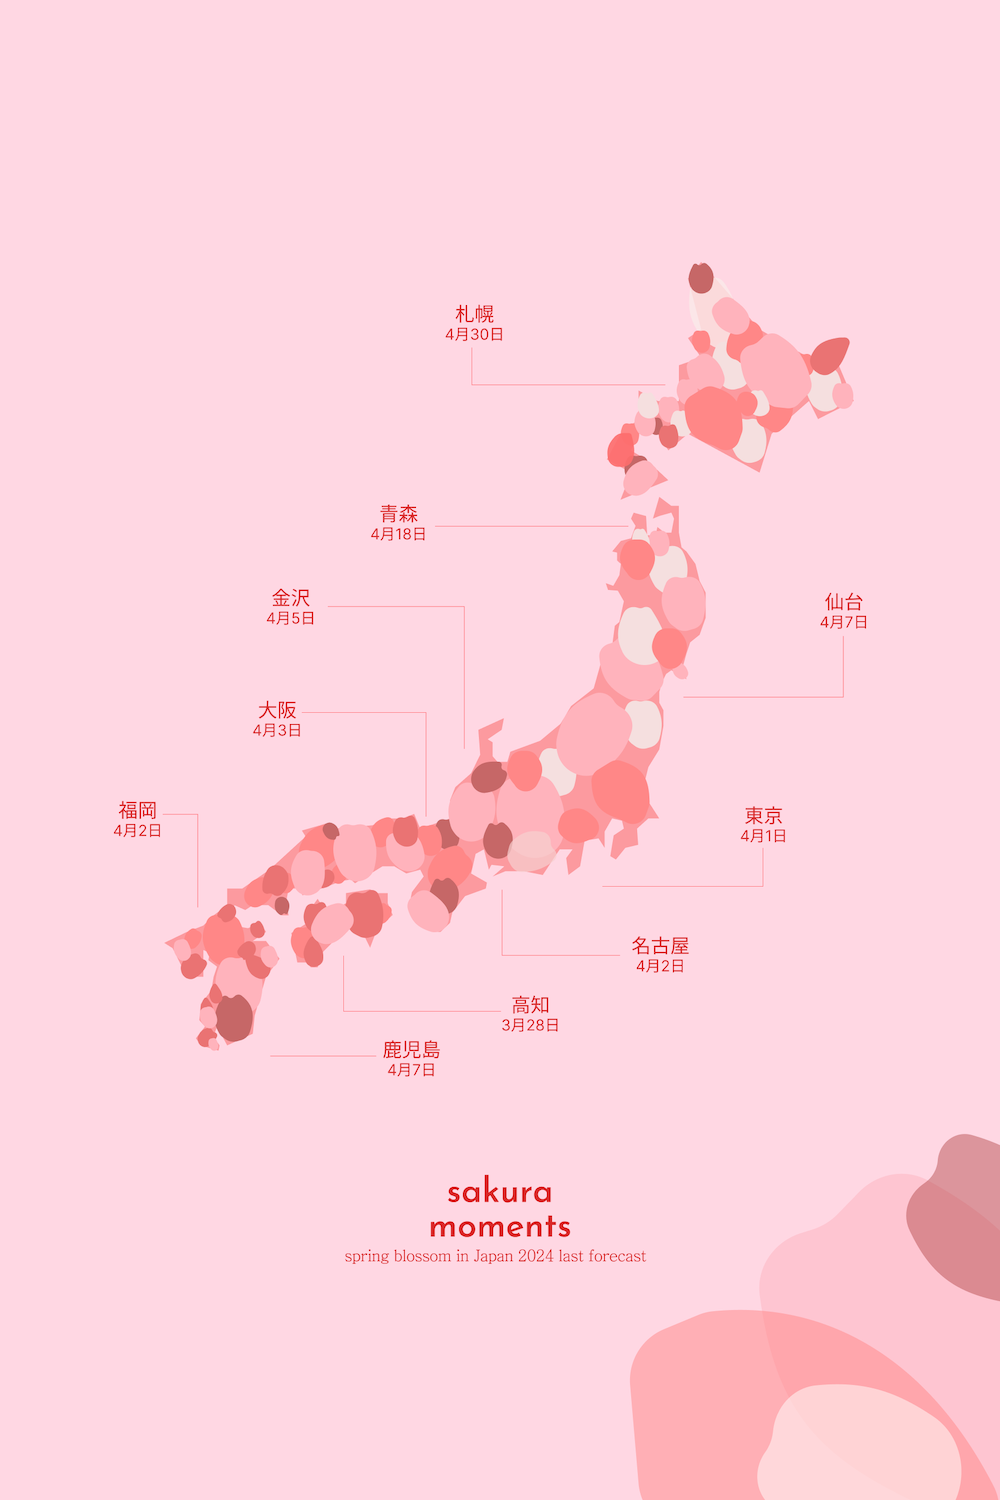 札幌
4月30日
青森
4月18日
金沢
4月5日
仙台
4月7日
大阪
4月3日
福岡
4月2日
東京
4月1日
名古屋
4月2日
高知
3月28日
鹿児島
4月7日
sakura
moments
spring blossom in Japan 2024 last forecast